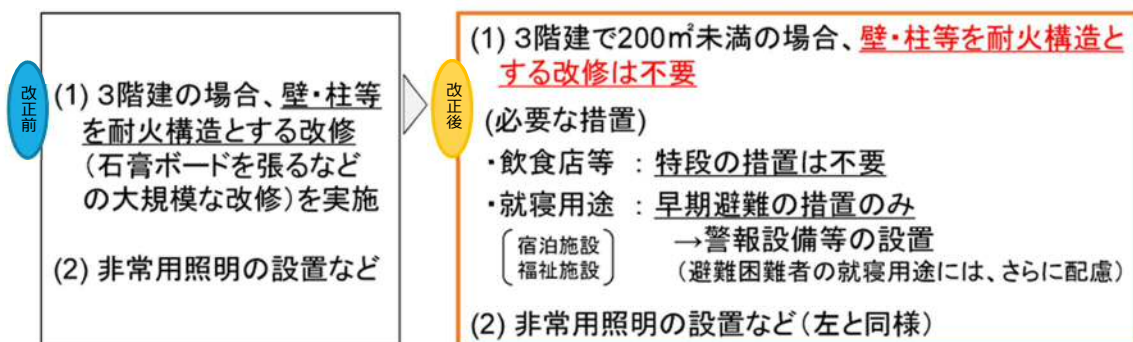 改正前
(1) 3階建の場合、壁・柱等
を耐火構造とする改修
（石膏ボードを張るなど
の大規模な改修）を実施
(2) 非常用照明の設置など
改正後
(1) 3階建で200㎡未満の場合、壁・柱等を耐火構造と
する改修は不要
(必要な措置)
・飲食店等 ： 特段の措置は不要
・就寝用途 ： 早期避難の措置のみ
宿泊施設
福祉施設
→警報設備等の設置
（避難困難者の就寝用途には、さらに配慮）
(2) 非常用照明の設置など（左と同様）